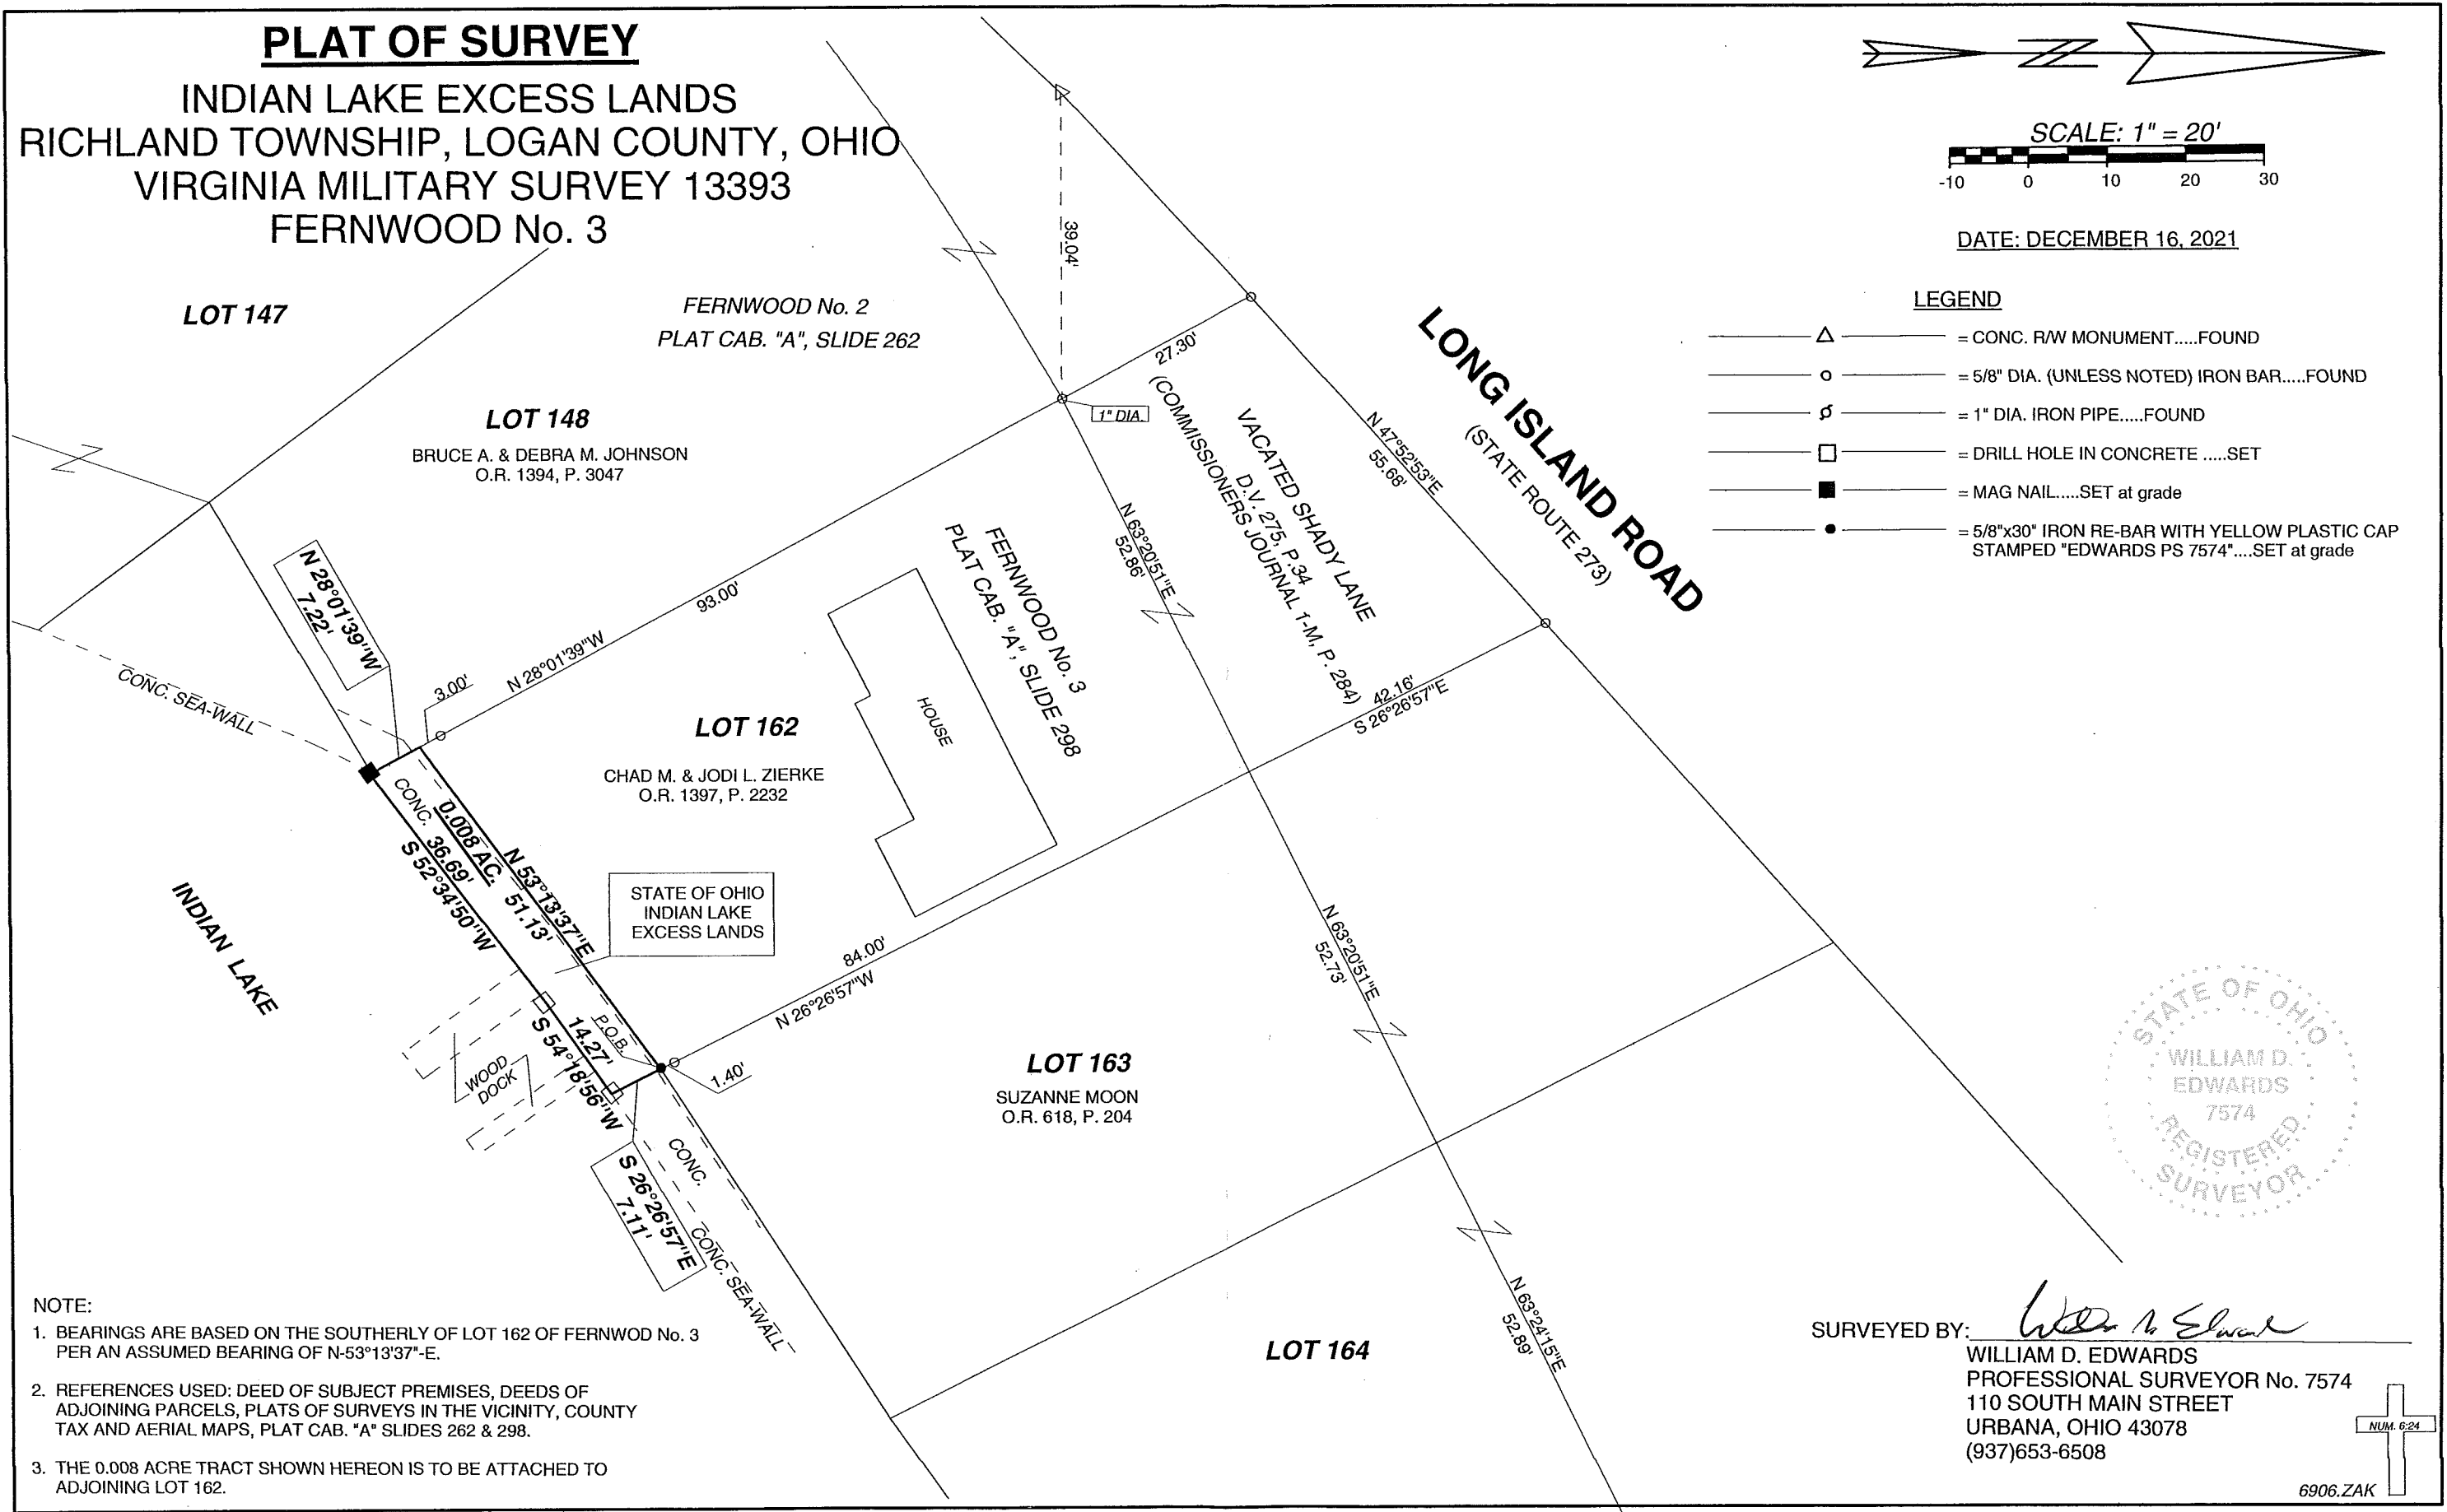 PLAT OF SURVEY
INDIAN LAKE EXCESS LANDS
RICHLAND TOWNSHIP, LOGAN COUNTY, OHIO
VIRGINIA MILITARY SURVEY 13393
FERNWOOD No. 3
SCALE: 1" = 20'
-10 0 10 20 30
DATE: DECEMBER 16, 2021
LEGEND
= CONC. R/W MONUMENT.....FOUND
= 5/8" DIA. (UNLESS NOTED) IRON BAR.....FOUND
= 1" DIA. IRON PIPE.....FOUND
= DRILL HOLE IN CONCRETE .....SET
= MAG NAIL.....SET at grade
= 5/8"x30" IRON RE-BAR WITH YELLOW PLASTIC CAP
STAMPED "EDWARDS PS 7574"....SET at grade
LOT 147
FERNWOOD No. 2
PLAT CAB. "A", SLIDE 262
LOT 148
BRUCE A. & DEBRA M. JOHNSON
O.R. 1394, P. 3047
39.04'
27.30'
1" DIA.
LONG ISLAND ROAD
(STATE ROUTE 273)
N 47°52'53"E
55.68'
VACATED SHADY LANE
D.V. 275, P.34
(COMMISSIONERS JOURNAL 1-M, P. 284)
N 63°20'51"E
52.86'
FERNWOOD No. 3
PLAT CAB. "A", SLIDE 298
HOUSE
93.00'
N 28°01'39"W
N 28°01'39"W
7.22'
3.00'
CONC. SEA-WALL
LOT 162
CHAD M. & JODI L. ZIERKE
O.R. 1397, P. 2232
42.16'
S 26°26'57"E
CONC.
0.008 AC.
36.69'
S 52°34'50"W
N 53°13'37"E
51.13'
STATE OF OHIO
INDIAN LAKE
EXCESS LANDS
INDIAN LAKE
84.00'
N 26°26'57"W
N 63°20'51"E
52.73'
P.O.B.
14.27'
S 54°18'56"W
WOOD
DOCK
1.40'
LOT 163
SUZANNE MOON
O.R. 618, P. 204
CONC.
S 26°26'57"E
7.11'
CONC. SEA-WALL
LOT 164
N 63°24'15"E
52.89'
STATE OF OHIO
WILLIAM D.
EDWARDS
7574
REGISTERED
SURVEYOR
NOTE:
1. BEARINGS ARE BASED ON THE SOUTHERLY OF LOT 162 OF FERNWOD No. 3
PER AN ASSUMED BEARING OF N-53°13'37"-E.
2. REFERENCES USED: DEED OF SUBJECT PREMISES, DEEDS OF
ADJOINING PARCELS, PLATS OF SURVEYS IN THE VICINITY, COUNTY
TAX AND AERIAL MAPS, PLAT CAB. "A" SLIDES 262 & 298.
3. THE 0.008 ACRE TRACT SHOWN HEREON IS TO BE ATTACHED TO
ADJOINING LOT 162.
SURVEYED BY:
WILLIAM D. EDWARDS
PROFESSIONAL SURVEYOR No. 7574
110 SOUTH MAIN STREET
URBANA, OHIO 43078
(937)653-6508
NUM. 6:24
6906.ZAK